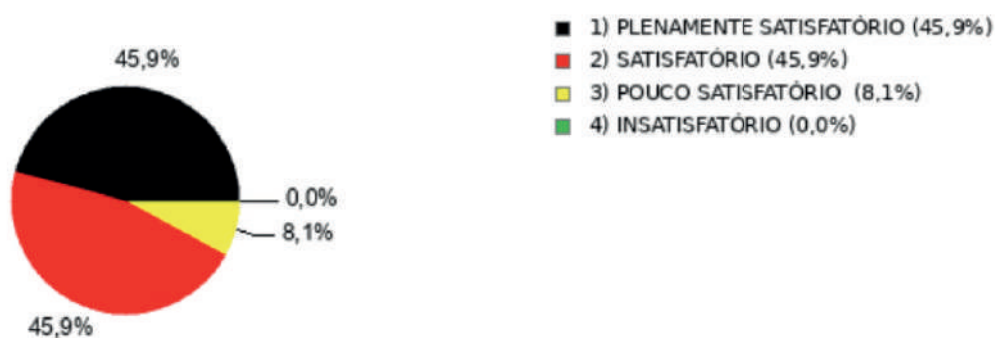 45,9%
0,0%
8,1%
45,9%
1) PLENAMENTE SATISFATÓRIO (45,9%)
2) SATISFATÓRIO (45,9%)
3) POUCO SATISFATÓRIO (8,1%)
4) INSATISFATÓRIO (0,0%)